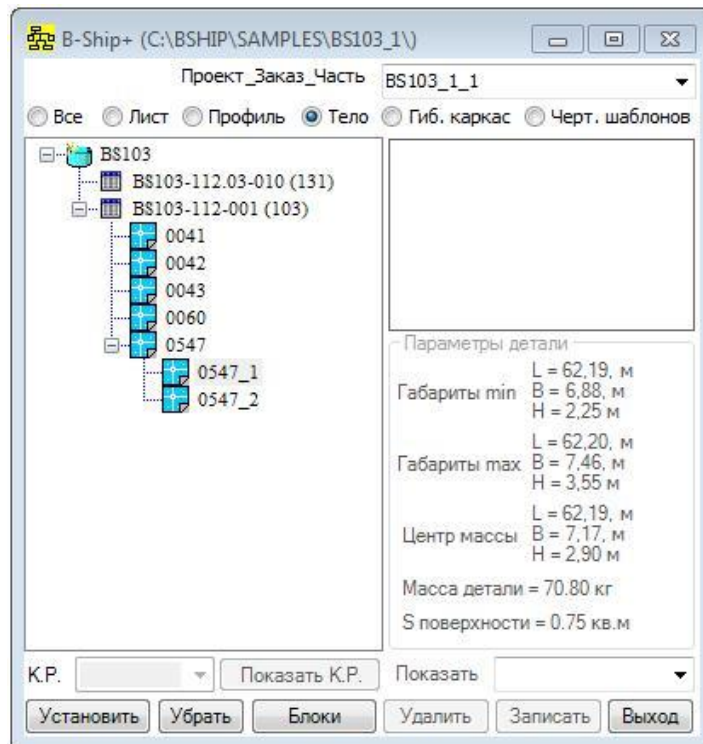 B-Ship+ (C:\BSHIP\SAMPLES\BS103_1\)
Проект_Заказ_Часть BS103_1_1
Все Лист Профиль Тело Гиб. каркас Черт. шаблонов
BS103
BS103-112.03-010 (131)
BS103-112-001 (103)
0041
0042
0043
0060
0547
0547_1
0547_2
Параметры детали
Габариты min
L = 62,19, м
B = 6,88, м
H = 2,25 м
Габариты max
L = 62,20, м
B = 7,46, м
H = 3,55 м
Центр массы
L = 62,19, м
B = 7,17, м
H = 2,90 м
Масса детали = 70.80 кг
S поверхности = 0.75 кв.м
К.Р. Показать К.Р. Показать
Установить Убрать Блоки Удалить Записать Выход